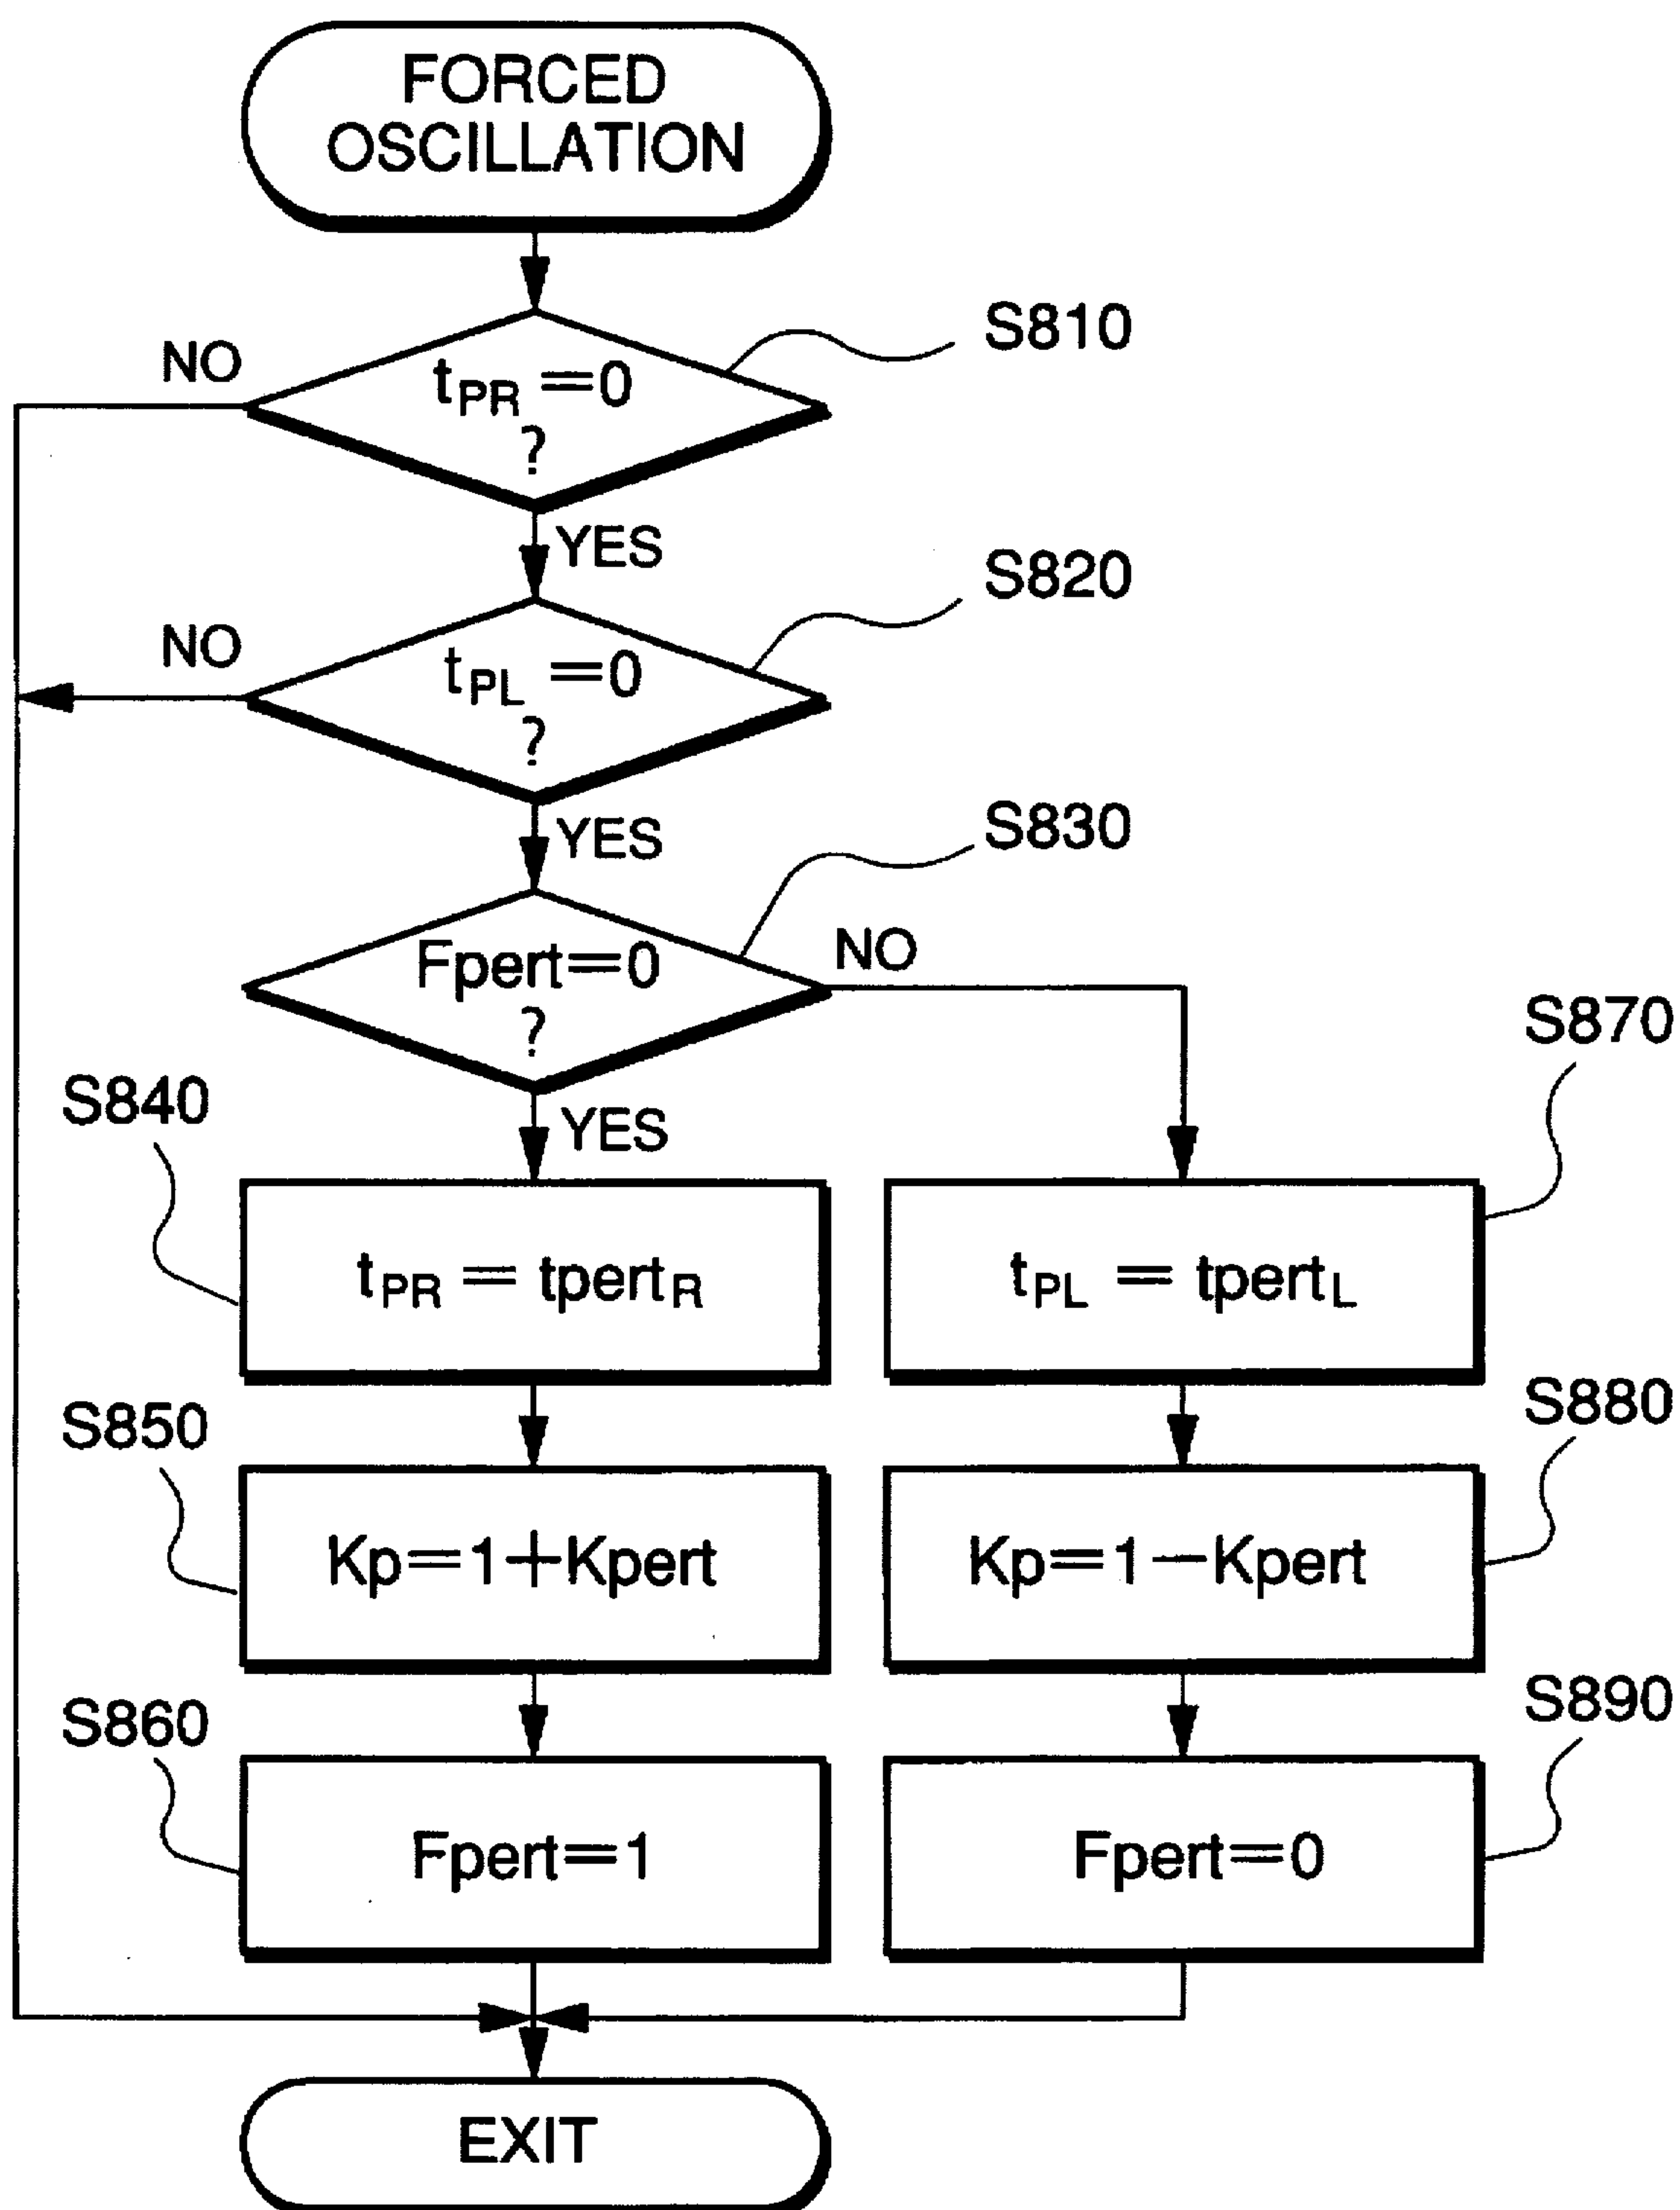 FORCED
OSCILLATION
S810
NO
tPR =0
?
YES
S820
NO
tPL =0
?
YES
S830
Fpert=0
?
NO
S870
S840
YES
tPR = tpertR
tPL = tpertL
S850
S880
Kp=1+Kpert
Kp=1−Kpert
S860
S890
Fpert=1
Fpert=0
EXIT